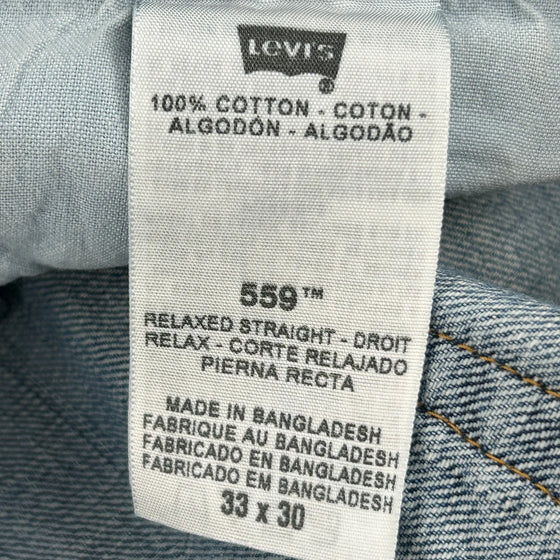 Levi's
®
100% COTTON - COTON -
ALGODÓN - ALGODÃO
559™
RELAXED STRAIGHT - DROIT
RELAX - CORTE RELAJADO
PIERNA RECTA
MADE IN BANGLADESH
FABRIQUE AU BANGLADESH
FABRICADO EN BANGLADESH
FABRICADO EM BANGLADESH
33 x 30